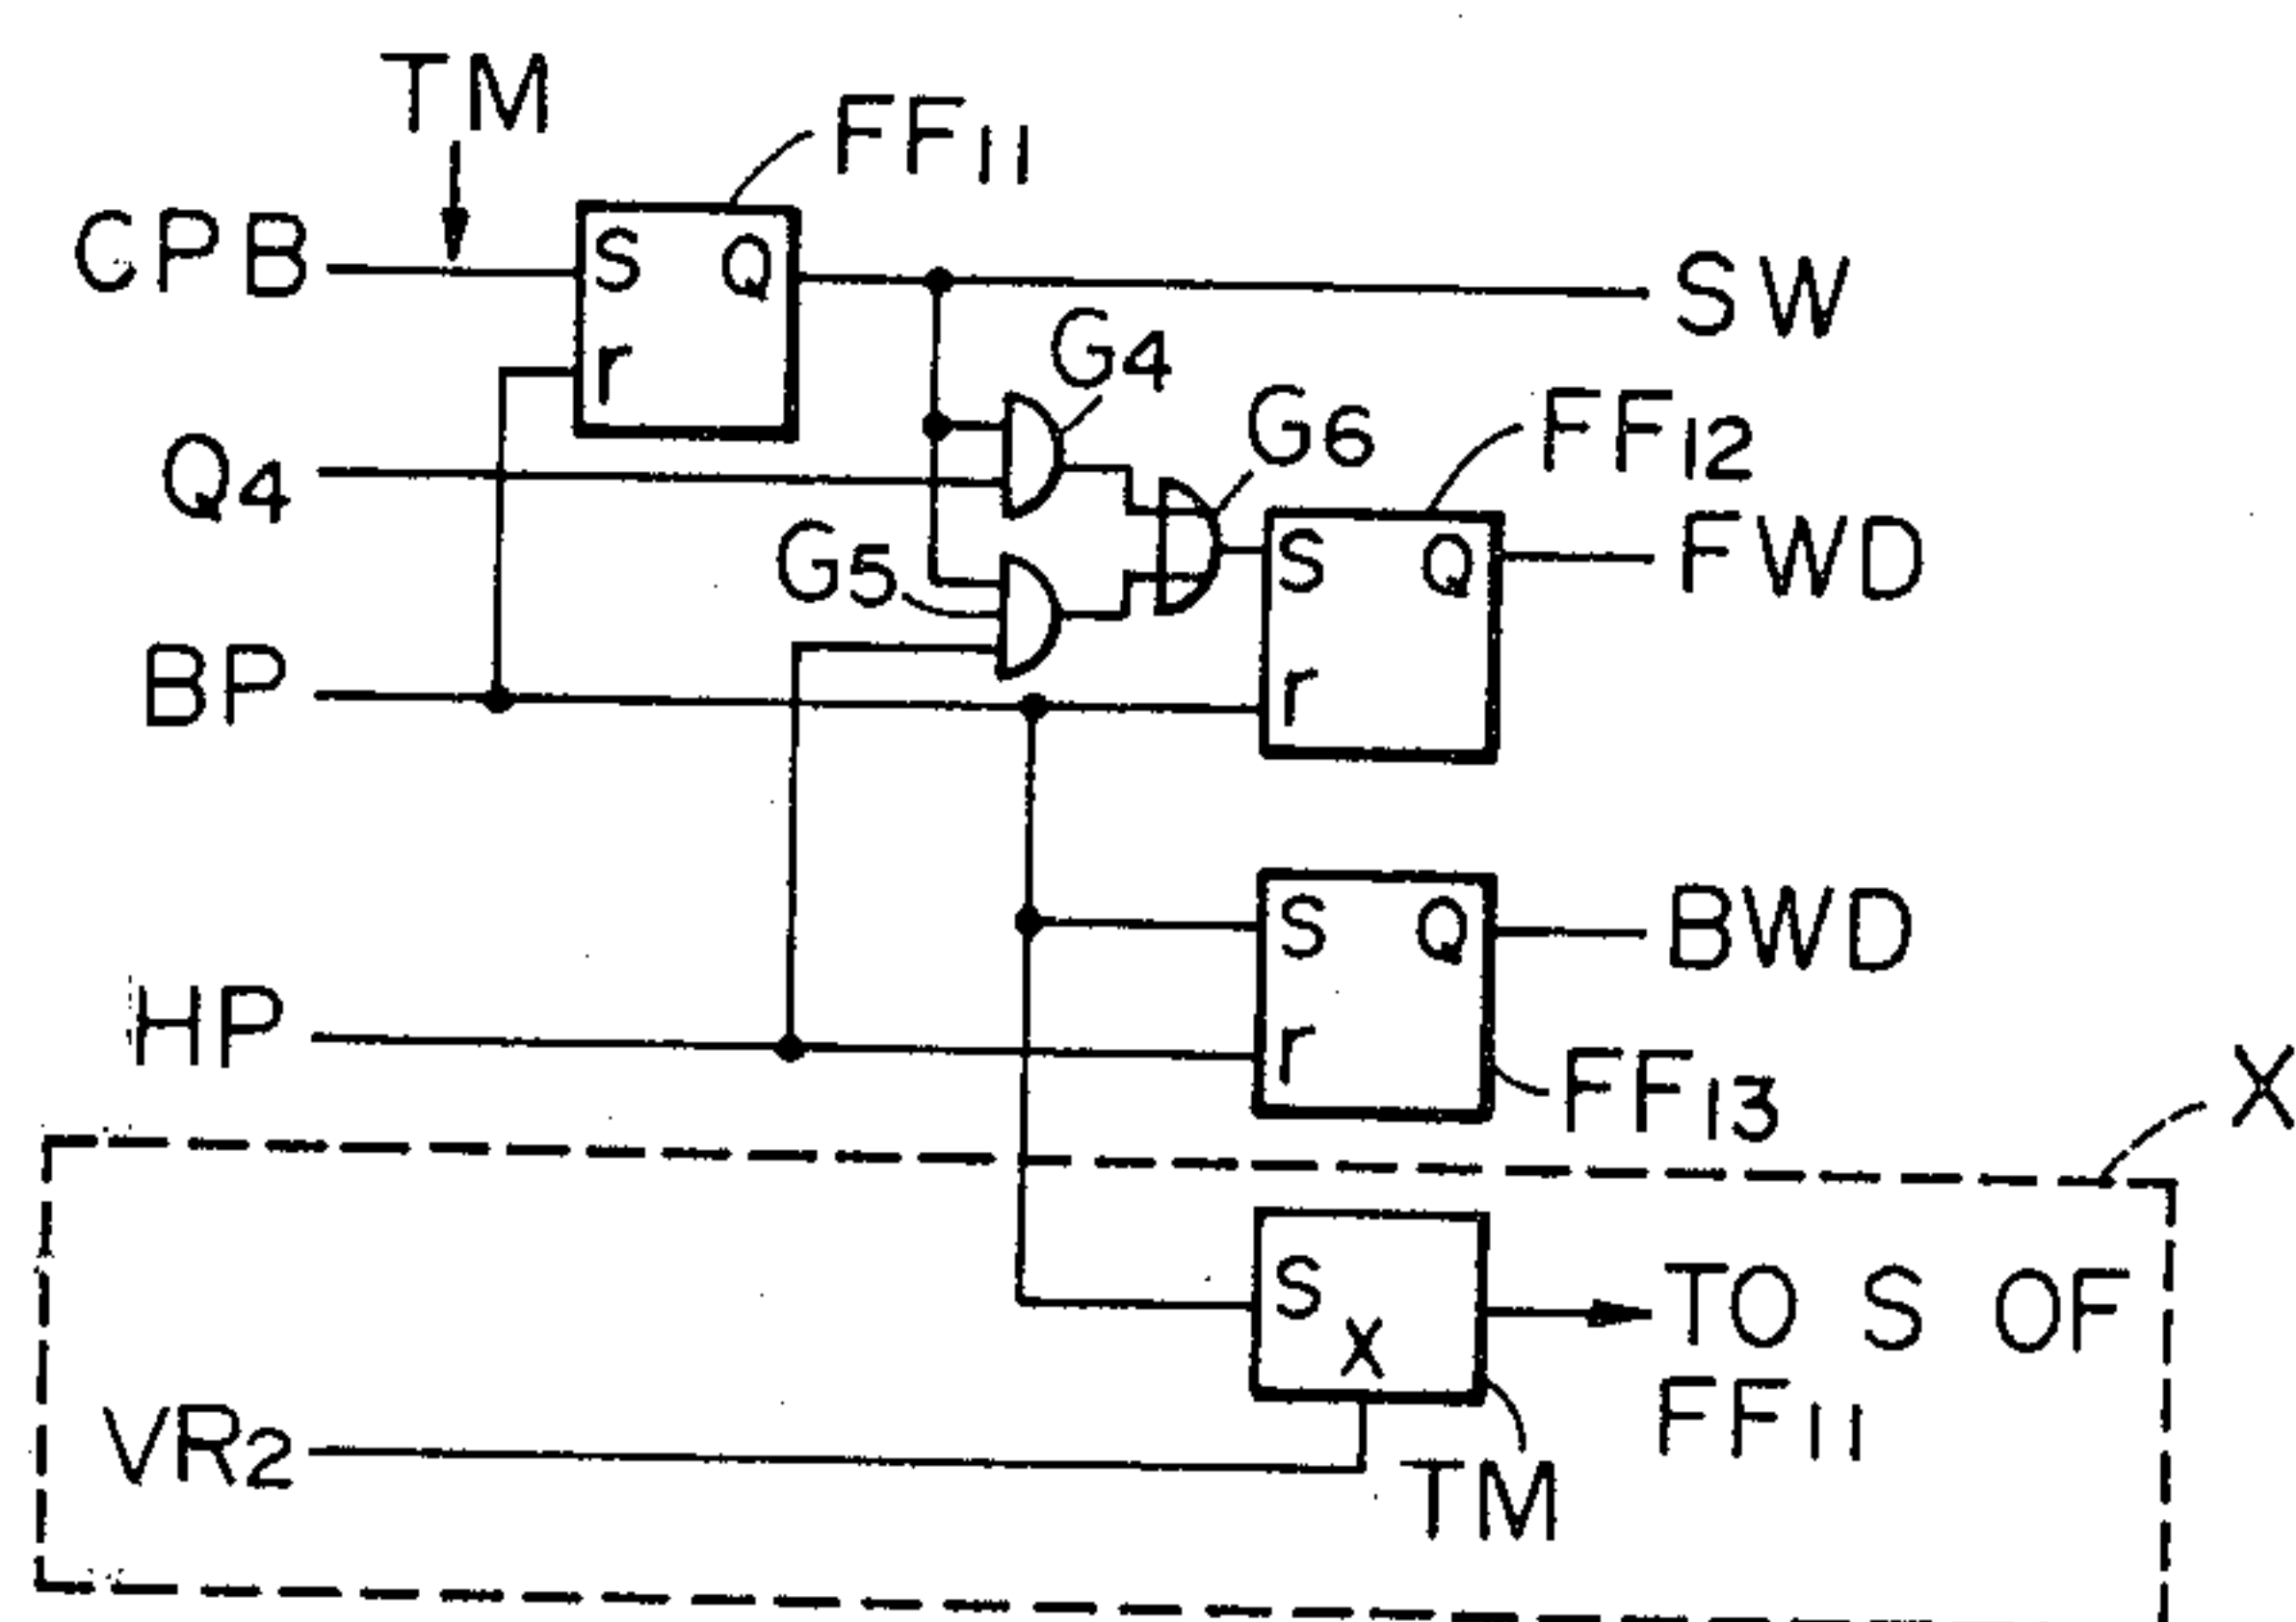 TM
FF11
CPB
S Q
SW
r
G4
G6
FF12
Q4
G5
S Q
FWD
BP
r
S Q
BWD
HP
r
FF13
X
S
X
TO S OF
FF11
VR2
TM